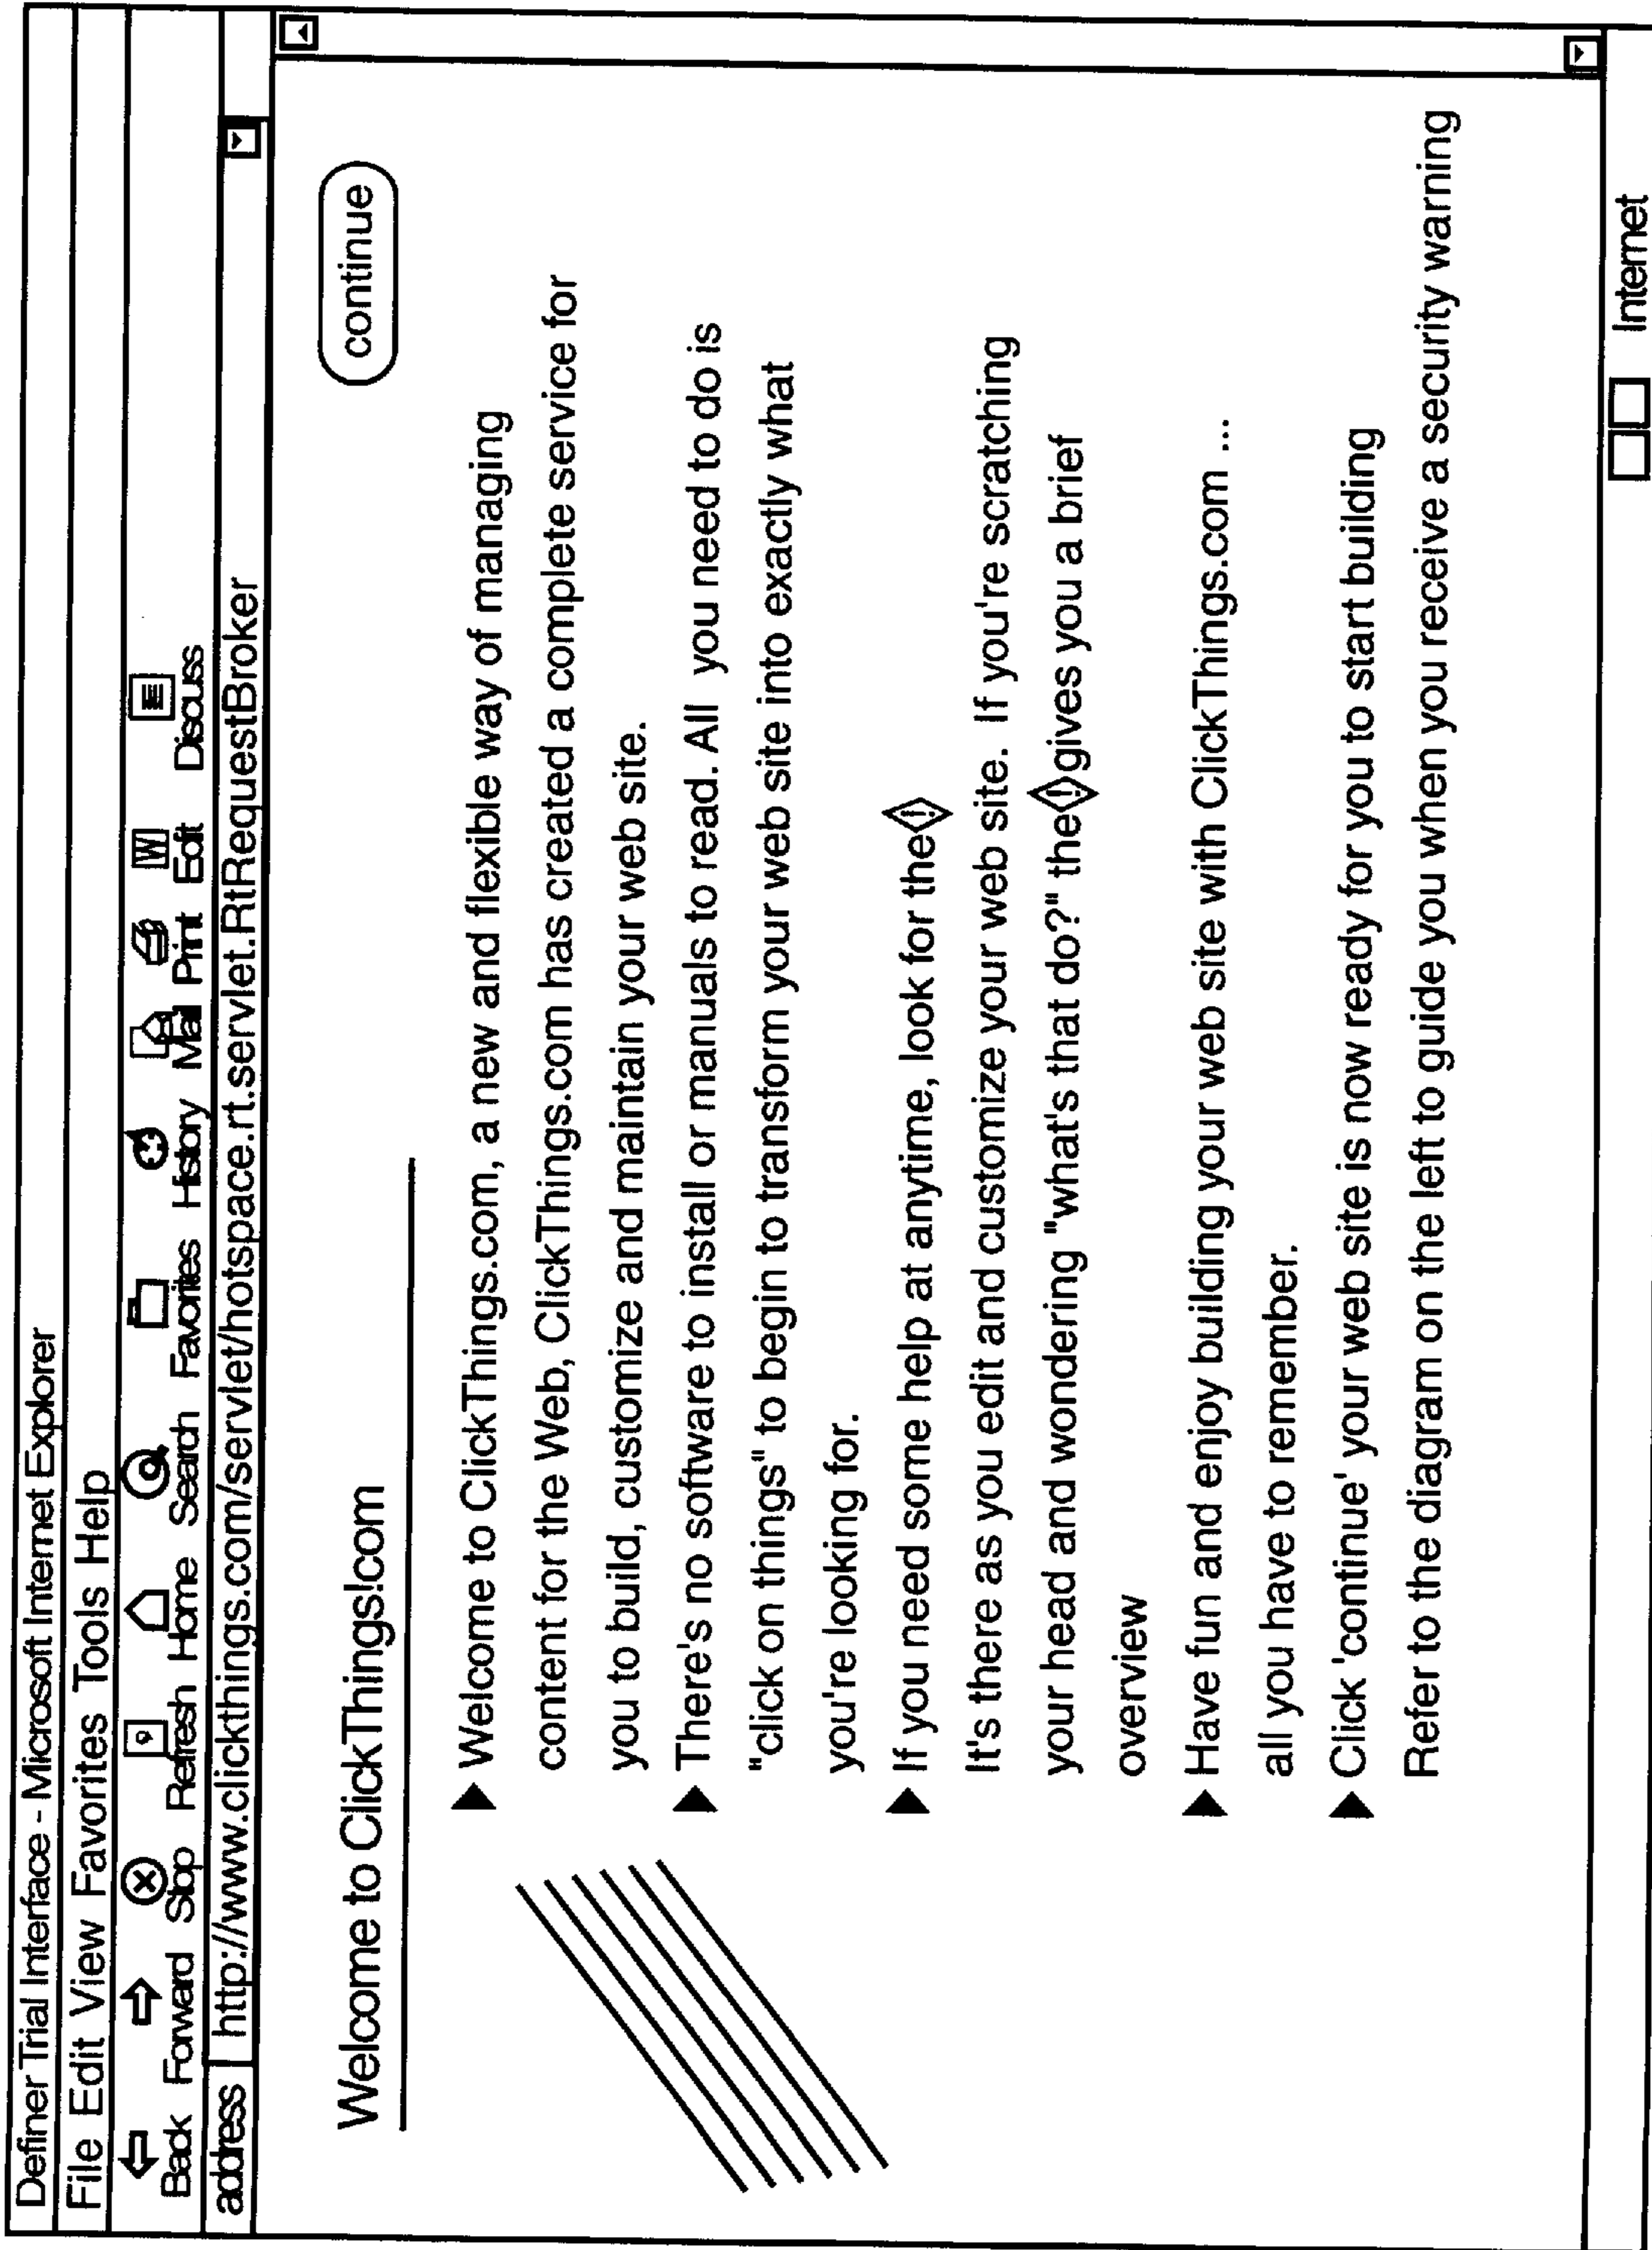 Definer Trial Interface - Microsoft Internet Explorer
File Edit View Favorites Tools Help
W
Back Forward Stop Refresh Home Search Favorites History Mail Print Edit Discuss
address http://www.clickthings.com/servlet/hotspace.rt.servlet.RtRequestBroker
Welcome to ClickThings!com
continue
Welcome to ClickThings.com, a new and flexible way of managing
content for the Web, ClickThings.com has created a complete service for
you to build, customize and maintain your web site.
There's no software to install or manuals to read. All you need to do is
"click on things" to begin to transform your web site into exactly what
you're looking for.
If you need some help at anytime, look for the !
It's there as you edit and customize your web site. If you're scratching
your head and wondering "what's that do?" the ! gives you a brief
overview
Have fun and enjoy building your web site with ClickThings.com ...
all you have to remember.
Click 'continue' your web site is now ready for you to start building
Refer to the diagram on the left to guide you when you receive a security warning
Internet